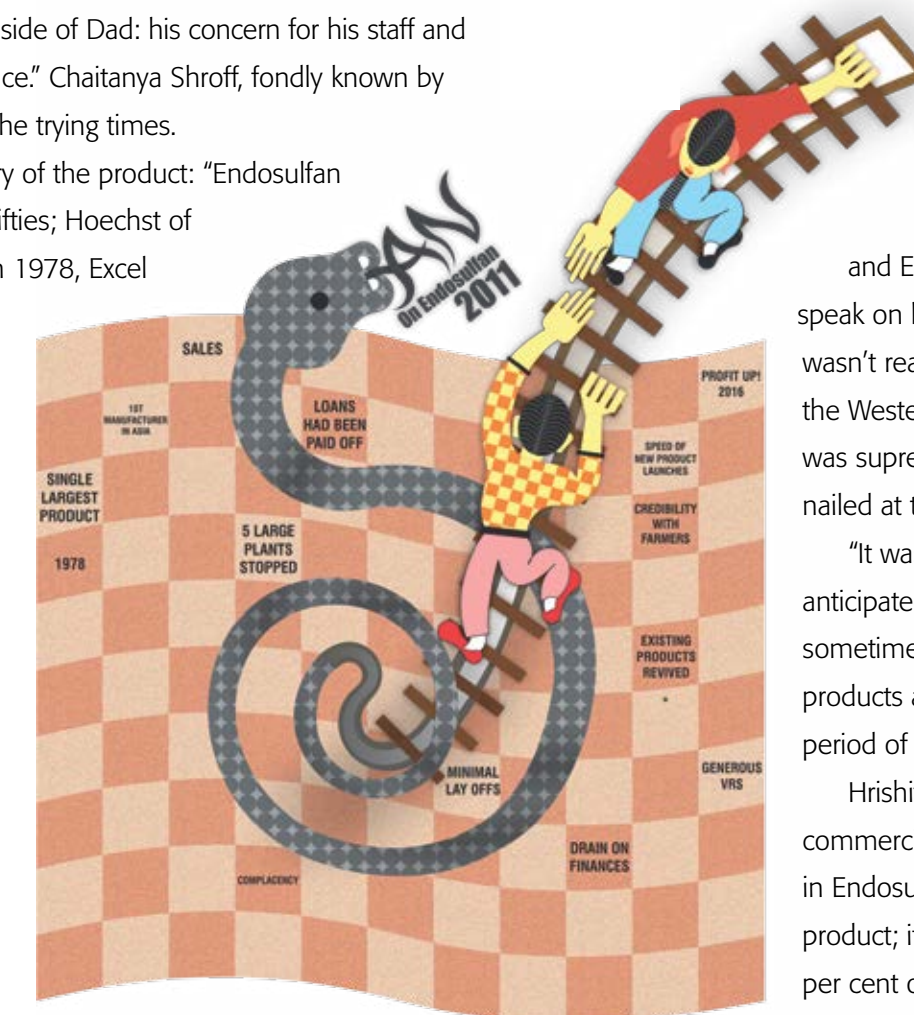 side of Dad: his concern for his staff and
ce.” Chaitanya Shroff, fondly known by
he trying times.
ry of the product: “Endosulfan
ifties; Hoechst of
n 1978, Excel
AN
On Endosulfan
2011
SALES
1ST
MANUFACTURER
IN ASIA
LOANS
HAD BEEN
PAID OFF
SINGLE
LARGEST
PRODUCT
1978
5 LARGE
PLANTS
STOPPED
PROFIT UP!
2016
SPEED OF
NEW PRODUCT
LAUNCHES
CREDIBILITY
WITH
FARMERS
EXISTING
PRODUCTS
REVIVED
MINIMAL
LAY OFFS
GENEROUS
VRS
DRAIN ON
FINANCES
COMPLACENCY
and E
speak on
wasn’t rea
the Weste
was supre
nailed at t
“It wa
anticipate
sometime
products a
period of
Hrishi
commerc
in Endosu
product; i
per cent o